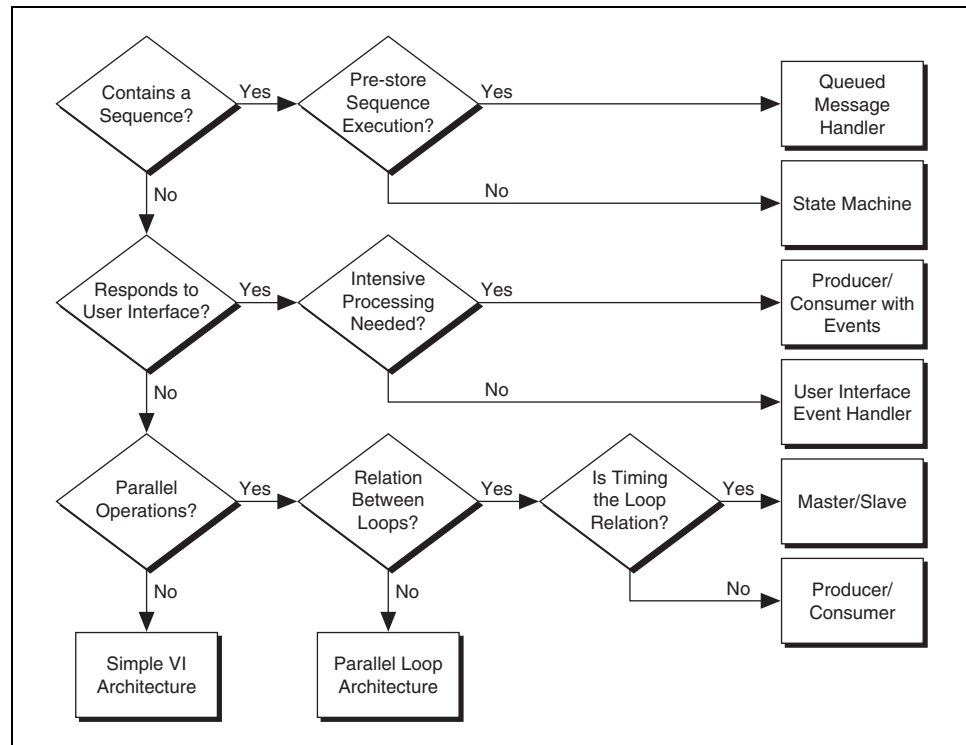 Contains a
Sequence?
Yes
Pre-store
Sequence
Execution?
Yes
Queued
Message
Handler
No
No
State Machine
Responds to
User Interface?
Yes
Intensive
Processing
Needed?
Yes
Producer/
Consumer with
Events
No
No
User Interface
Event Handler
Parallel
Operations?
Yes
Relation
Between
Loops?
Yes
Is Timing
the Loop
Relation?
Yes
Master/Slave
No
No
No
Producer/
Consumer
Simple VI
Architecture
Parallel Loop
Architecture